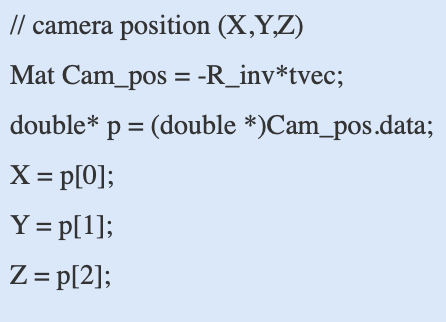 // camera position (X,Y,Z)
Mat Cam_pos = -R_inv*tvec;
double* p = (double *)Cam_pos.data;
X = p[0];
Y = p[1];
Z = p[2];